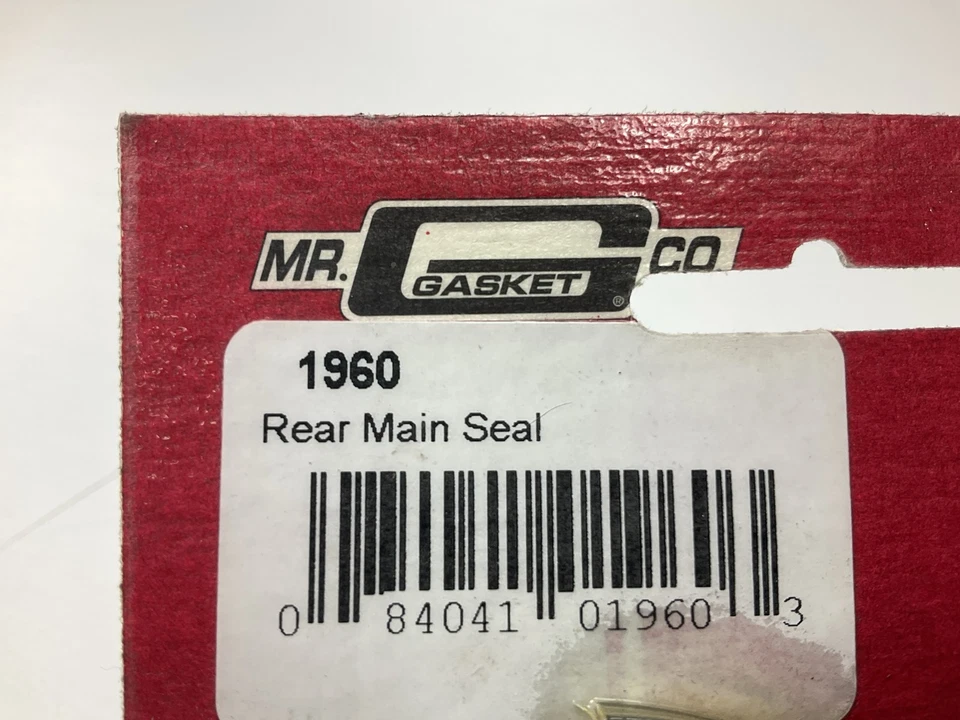 MR. GASKET CO
®
1960
Rear Main Seal
0 84041 01960 3